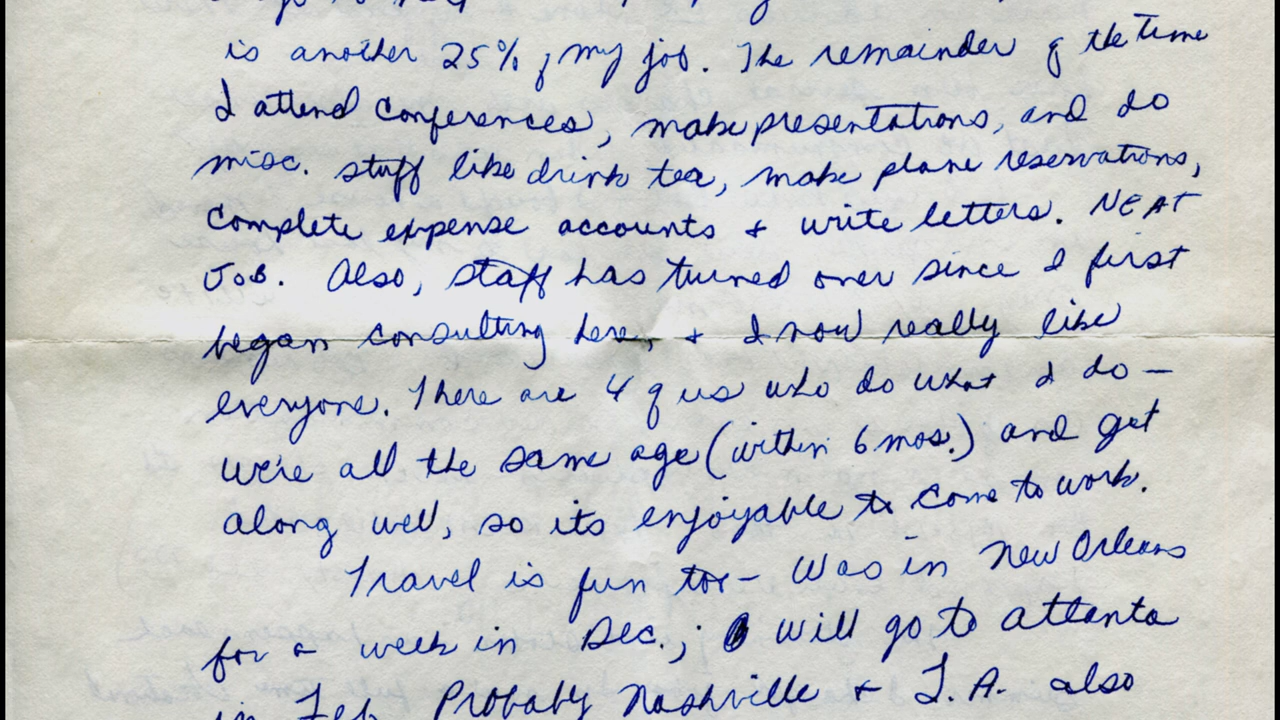 is another 25% of my job. The remainder of the time
I attend conferences, make presentations, and do
misc. stuff like drink tea, make plane reservations,
complete expense accounts + write letters. NEAT
JOB. Also, staff has turned over since I first
began consulting here, + I now really like
everyone. There are 4 of us who do what I do —
we're all the same age (within 6 mos.) and get
along well, so its enjoyable to come to work.
Travel is fun too — Was in New Orleans
for a week in Dec.; will go to Atlanta
in Feb. Probably Nashville + L.A. also